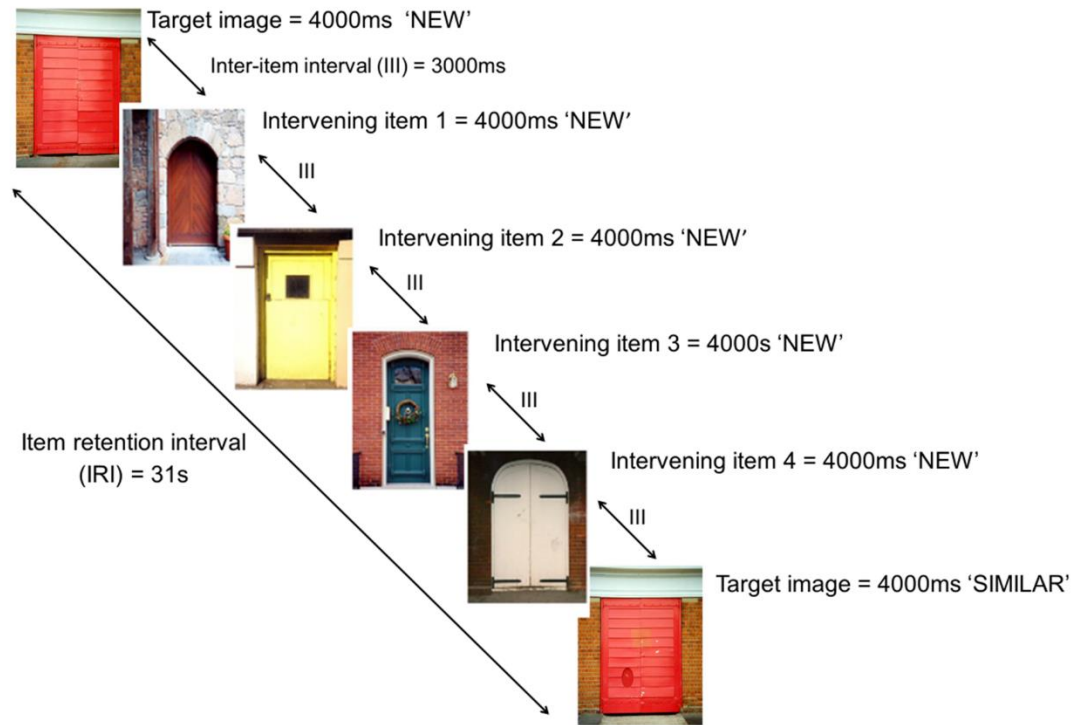 Target image = 4000ms ‘NEW’
Inter-item interval (III) = 3000ms
Intervening item 1 = 4000ms ‘NEW’
III
Intervening item 2 = 4000ms ‘NEW’
III
Intervening item 3 = 4000s ‘NEW’
III
Intervening item 4 = 4000ms ‘NEW’
III
Target image = 4000ms ‘SIMILAR’
Item retention interval
(IRI) = 31s